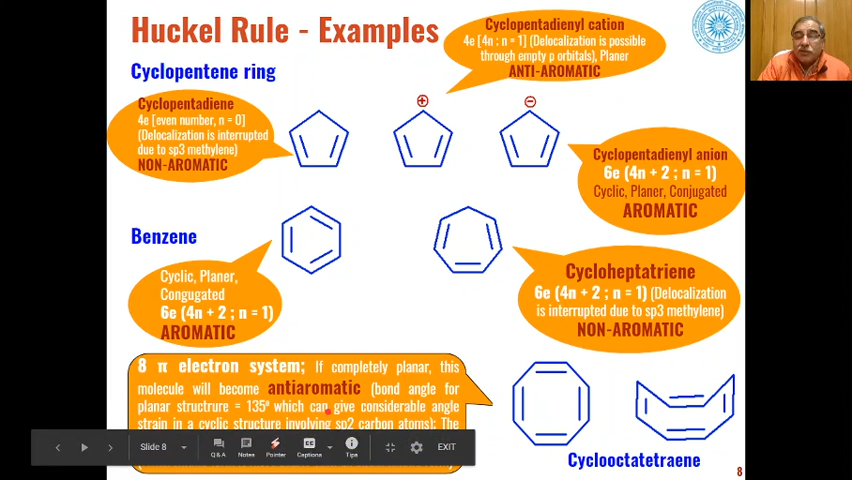 Huckel Rule - Examples
Cyclopentadienyl cation
4e [4n ; n = 1] (Delocalization is possible
through empty p orbitals), Planer
ANTI-AROMATIC
Cyclopentene ring
Cyclopentadiene
4e [even number, n = 0]
(Delocalization is interrupted
due to sp3 methylene)
NON-AROMATIC
Cyclopentadienyl anion
6e (4n + 2 ; n = 1)
Cyclic, Planer, Conjugated
AROMATIC
Benzene
Cyclic, Planer,
Congugated
6e (4n + 2 ; n = 1)
AROMATIC
Cycloheptatriene
6e (4n + 2 ; n = 1) (Delocalization
is interrupted due to sp3 methylene)
NON-AROMATIC
8 π electron system; If completely planar, this
molecule will become antiaromatic (bond angle for
planar structrure = 135º which can give considerable angle
strain in a cyclic structure involving sp2 carbon atoms); The
Slide 8
Q&A
Notes
Pointer
Captions
Tips
EXIT
Cyclooctatetraene
8